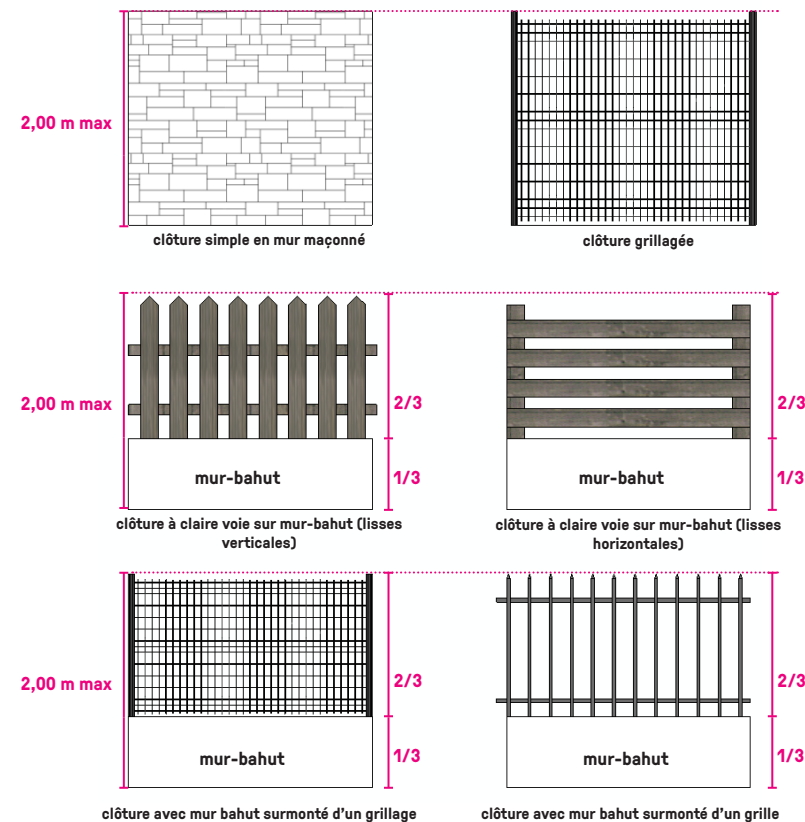 2,00 m max
clôture simple en mur maçonné
clôture grillagée
2,00 m max
2/3
2/3
mur-bahut
1/3
mur-bahut
1/3
clôture à claire voie sur mur-bahut (lisses
verticales)
clôture à claire voie sur mur-bahut (lisses
horizontales)
2,00 m max
2/3
2/3
mur-bahut
1/3
mur-bahut
1/3
clôture avec mur bahut surmonté d'un grillage
clôture avec mur bahut surmonté d'un grille